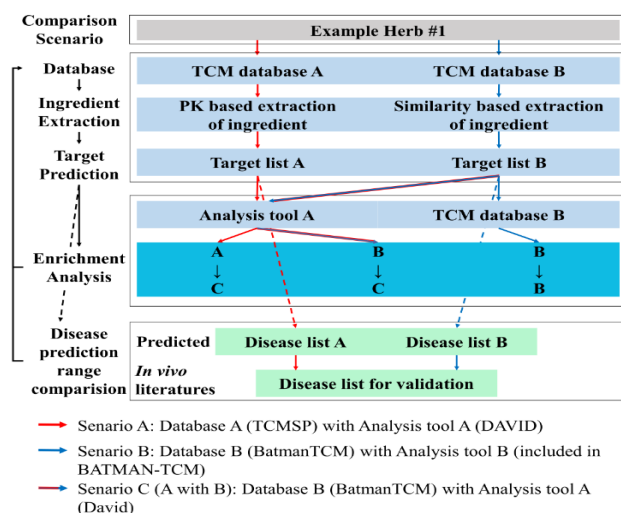 Comparison
Scenario
Example Herb #1
Database
TCM database A
TCM database B
Ingredient
Extraction
PK based extraction
of ingredient
Similarity based extraction
of ingredient
Target
Prediction
Target list A
Target list B
Analysis tool A
TCM database B
Enrichment
Analysis
A
B
B
C
C
B
Disease
prediction
range
comparision
Predicted
Disease list A
Disease list B
In vivo
literatures
Disease list for validation
Senario A: Database A (TCMSP) with Analysis tool A (DAVID)
Senario B: Database B (BatmanTCM) with Analysis tool B (included in
BATMAN-TCM)
Senario C (A with B): Database B (BatmanTCM) with Analysis tool A
(David)